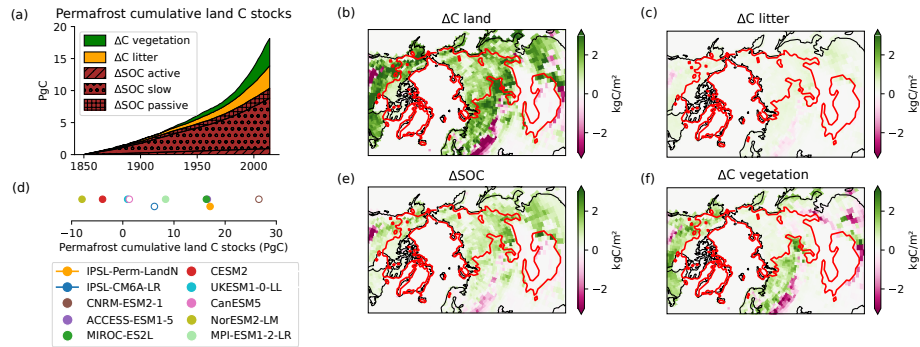 (a)
Permafrost cumulative land C stocks
20
15
10
5
0
PgC
ΔC vegetation
ΔC litter
ΔSOC active
ΔSOC slow
ΔSOC passive
1850
1900
1950
2000
(b)
ΔC land
2
0
−2
kgC/m²
(c)
ΔC litter
2
0
−2
kgC/m²
(d)
−10
0
10
20
30
Permafrost cumulative land C stocks (PgC)
IPSL-Perm-LandN
IPSL-CM6A-LR
CNRM-ESM2-1
ACCESS-ESM1-5
MIROC-ES2L
CESM2
UKESM1-0-LL
CanESM5
NorESM2-LM
MPI-ESM1-2-LR
(e)
ΔSOC
2
0
−2
kgC/m²
(f)
ΔC vegetation
2
0
−2
kgC/m²